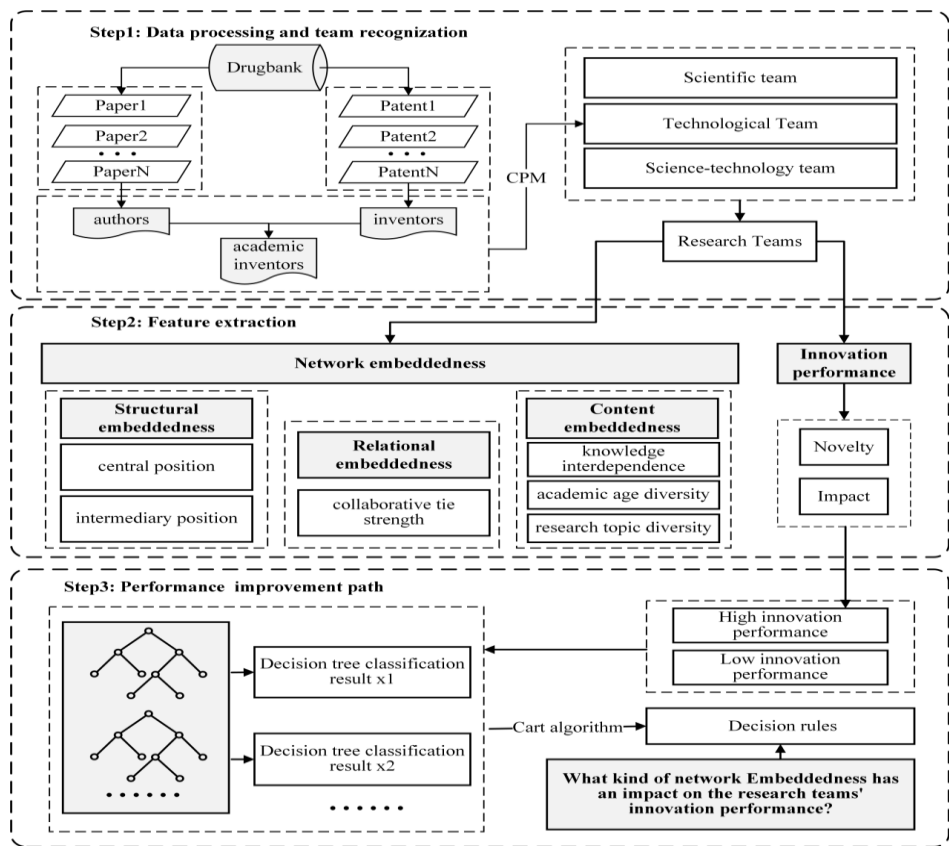 Step1: Data processing and team recognization
Drugbank
Paper1
Paper2
• • •
PaperN
Patent1
Patent2
• • •
PatentN
authors
inventors
academic
inventors
CPM
Scientific team
Technological Team
Science-technology team
Research Teams
Step2: Feature extraction
Network embeddedness
Innovation
performance
Structural
embeddedness
central position
intermediary position
Relational
embeddedness
collaborative tie
strength
Content
embeddedness
knowledge
interdependence
academic age diversity
research topic diversity
Novelty
Impact
Step3: Performance improvement path
Decision tree classification
result x1
Decision tree classification
result x2
• • • • • •
• • • • • •
High innovation
performance
Low innovation
performance
Cart algorithm
Decision rules
What kind of network Embeddedness has
an impact on the research teams'
innovation performance?